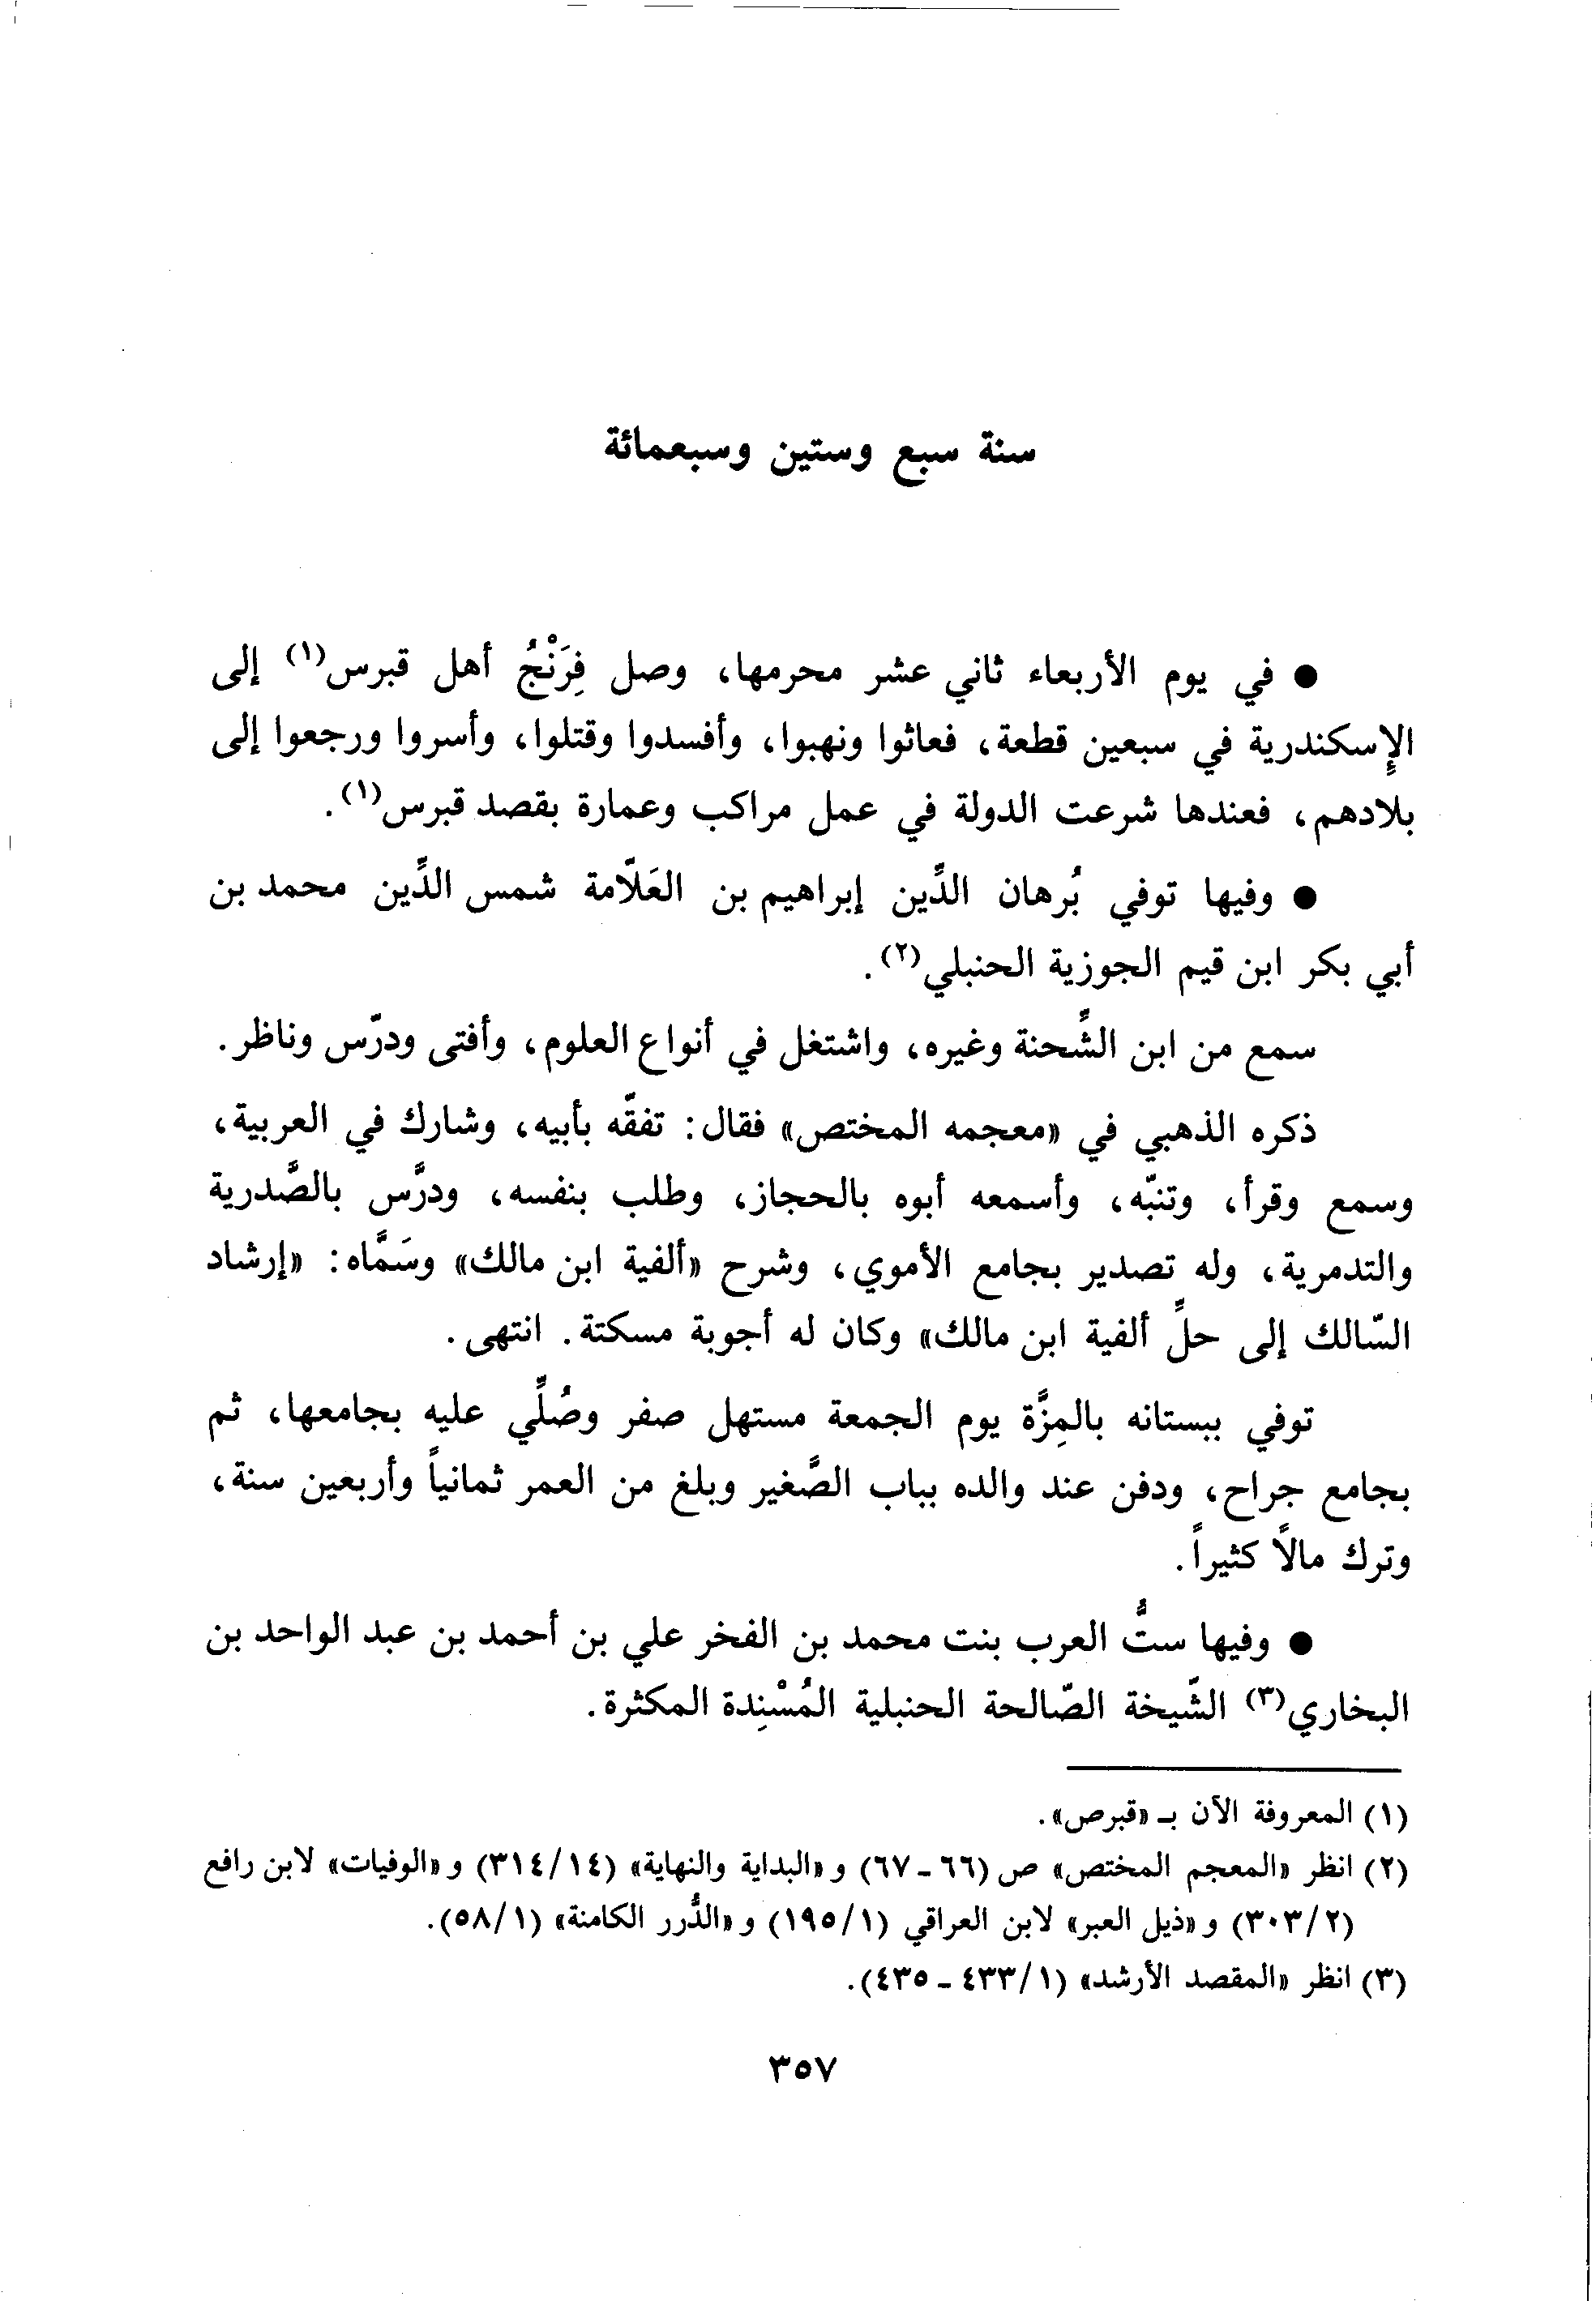 سنة سبع وستين وسبعمائة
● في يوم الأربعاء ثاني عشر محرمها، وصل فِرَنْجُ أهل قبرس(١) إلى
الإِسكندرية في سبعين قطعة، فعاثوا ونهبوا، وأفسدوا وقتلوا، وأسروا ورجعوا إلى
بلادهم، فعندها شرعت الدولة في عمل مراكب وعمارة بقصد قبرس(١).
● وفيها توفي بُرهان الدِّين إبراهيم بن العَلّامة شمس الدِّين محمد بن
أبي بكر ابن قيم الجوزية الحنبلي(٢).
سمع من ابن الشِّحنة وغيره، واشتغل في أنواع العلوم، وأفتى ودرّس وناظر.
ذكره الذهبي في «معجمه المختص» فقال: تفقّه بأبيه، وشارك في العربية،
وسمع وقرأ، وتنبّه، وأسمعه أبوه بالحجاز، وطلب بنفسه، ودرَّس بالصَّدرية
والتدمرية، وله تصدير بجامع الأموي، وشرح «ألفية ابن مالك» وسَمَّاه: «إرشاد
السّالك إلى حلِّ ألفية ابن مالك» وكان له أجوبة مسكتة. انتهى.
توفي ببستانه بالمِزَّة يوم الجمعة مستهل صفر وصُلِّي عليه بجامعها، ثم
بجامع جراح، ودفن عند والده بباب الصَّغير وبلغ من العمر ثمانياً وأربعين سنة،
وترك مالاً كثيراً.
● وفيها ستُّ العرب بنت محمد بن الفخر علي بن أحمد بن عبد الواحد بن
البخاري(٣) الشّيخة الصّالحة الحنبلية المُسْنِدة المكثرة.
(١) المعروفة الآن بـ «قبرص».
(٢) انظر «المعجم المختص» ص (٦٦ - ٦٧) و «البداية والنهاية» (٣١٤/١٤) و «الوفيات» لابن رافع
(٣٠٣/٢) و «ذيل العبر» لابن العراقي (١٩٥/١) و «الدُّرر الكامنة» (٥٨/١).
(٣) انظر «المقصد الأرشد» (٤٣٣/١ - ٤٣٥).
٣٥٧